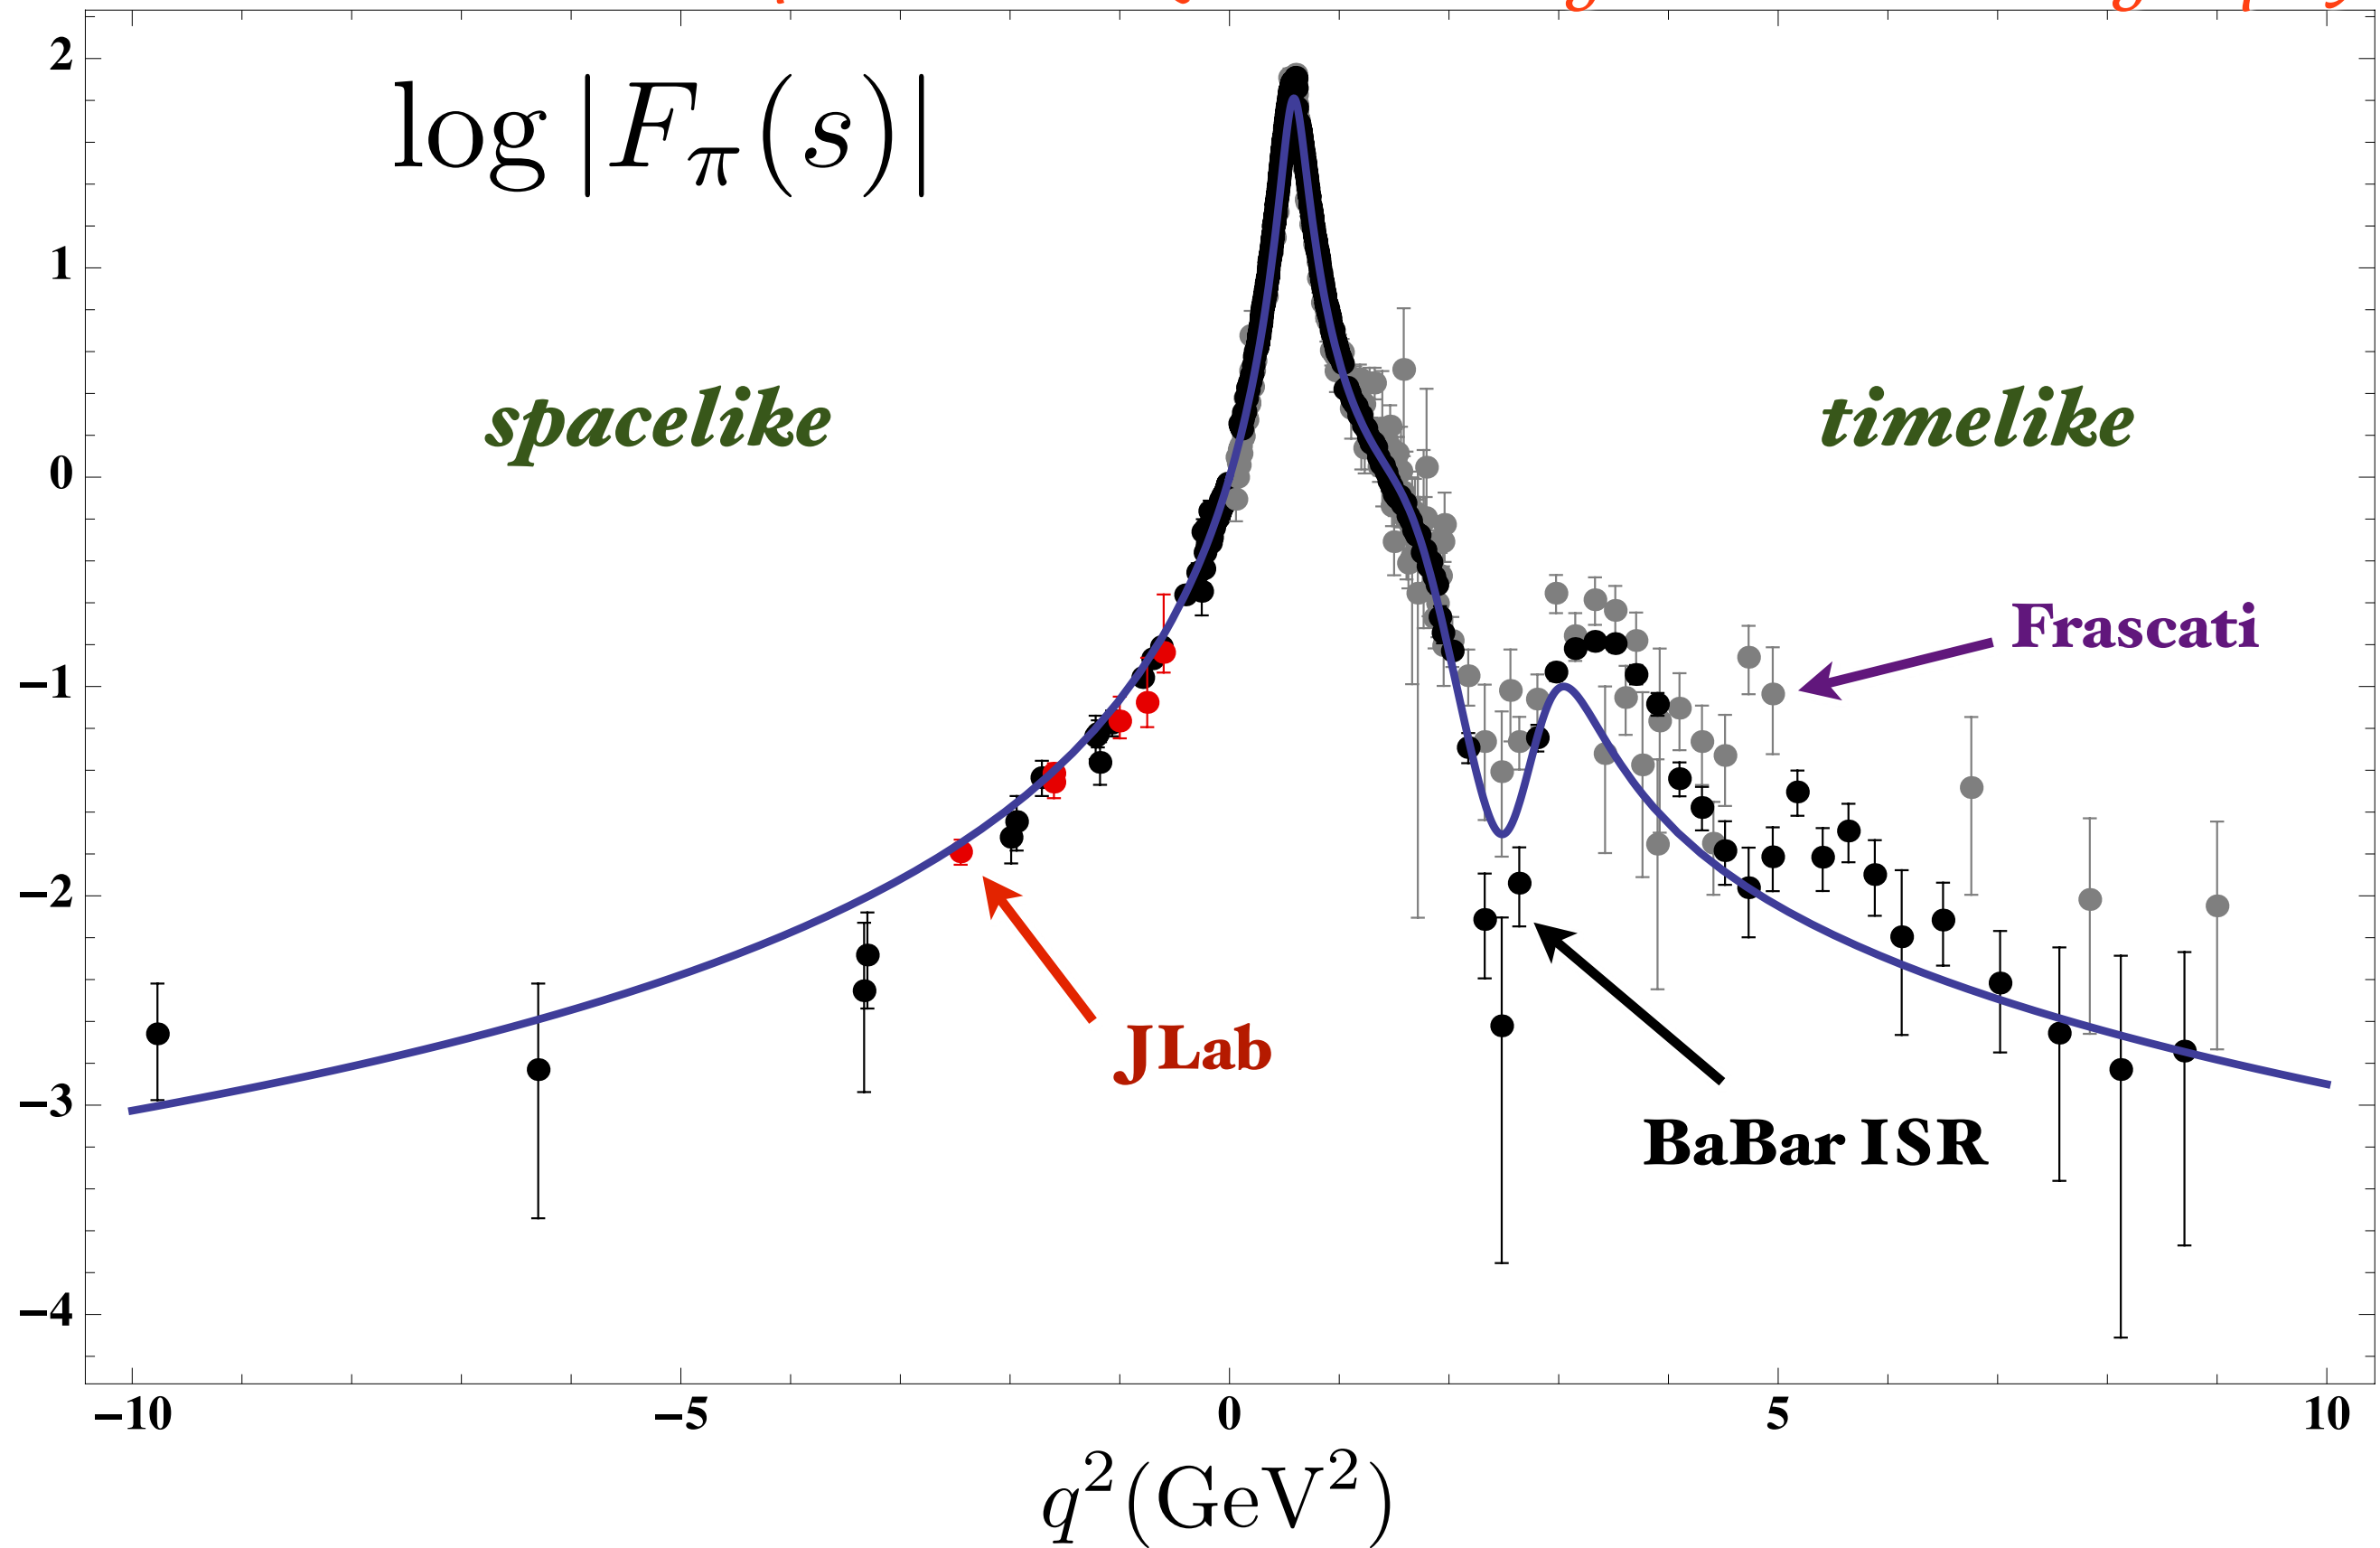 2
log |Fπ(s)|
1
spacelike
timelike
0
Frascati
−1
−2
JLab
−3
BaBar ISR
−4
−10 −5 0 5 10
q²(GeV²)